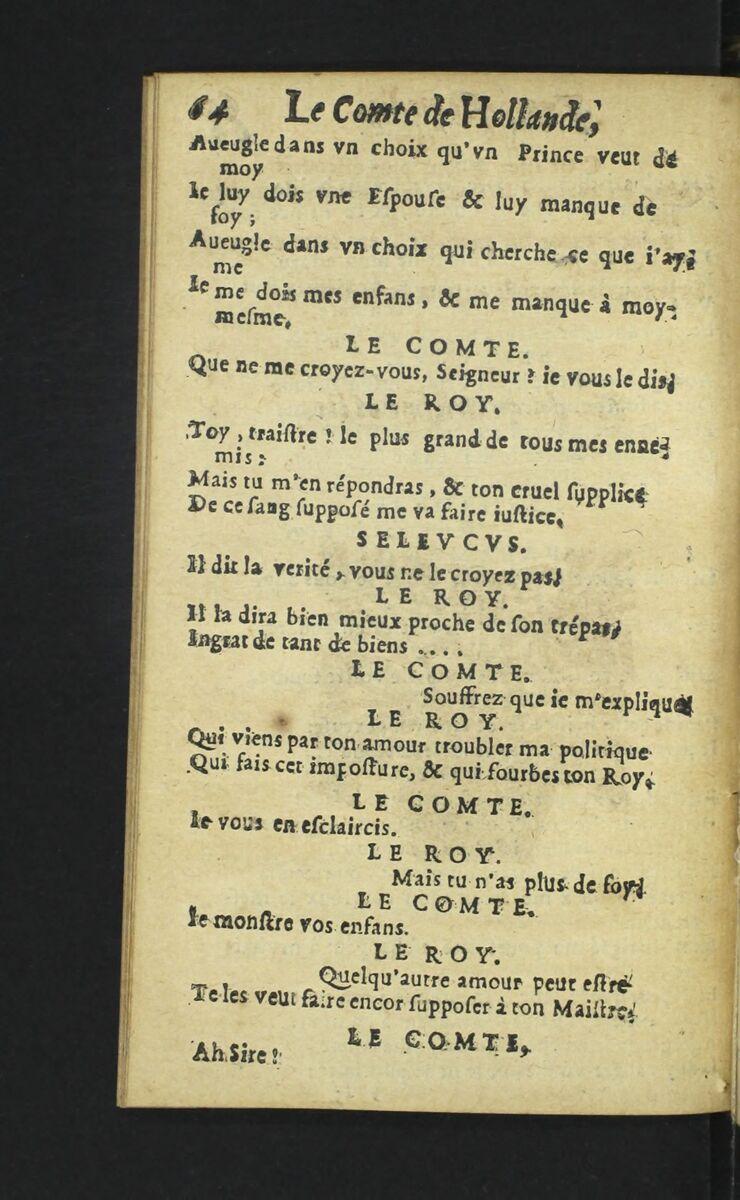 64 Le Comte de Hollande,
Aueugle dans vn choix qu'vn Prince veut de
moy
Ie luy dois vne Eſpouſe & luy manque de
foy ;
Aueugle dans vn choix qui cherche ce que i'ay-
me
Ie me dois mes enfans, & me manque à moy-
meſme,
LE COMTE.
Que ne me croyez-vous, Seigneur ? ie vous le dis;
LE ROY.
Toy, traiſtre ! le plus grand de tous mes enne-
mis :
Mais tu m'en répondras, & ton cruel ſupplice
De ce ſang ſuppoſé me va faire iuſtice,
SELEVCVS.
Il dit la verité, vous ne le croyez pas;
LE ROY.
Il la dira bien mieux proche de ſon trépas;
Ingrat de tant de biens ....
LE COMTE.
Souffrez que ie m'explique
LE ROY.
Qui viens par ton amour troubler ma politique
Qui fais cet impoſture, & qui fourbes ton Roy,
LE COMTE.
Ie vous en eſclaircis.
LE ROY.
Mais tu n'as plus de foy.
LE COMTE.
Ie monſtre vos enfans.
LE ROY.
Quelqu'autre amour peut eſtre
Te les veut faire encor ſuppoſer à ton Maiſtre;
LE COMTE,
Ah Sire !